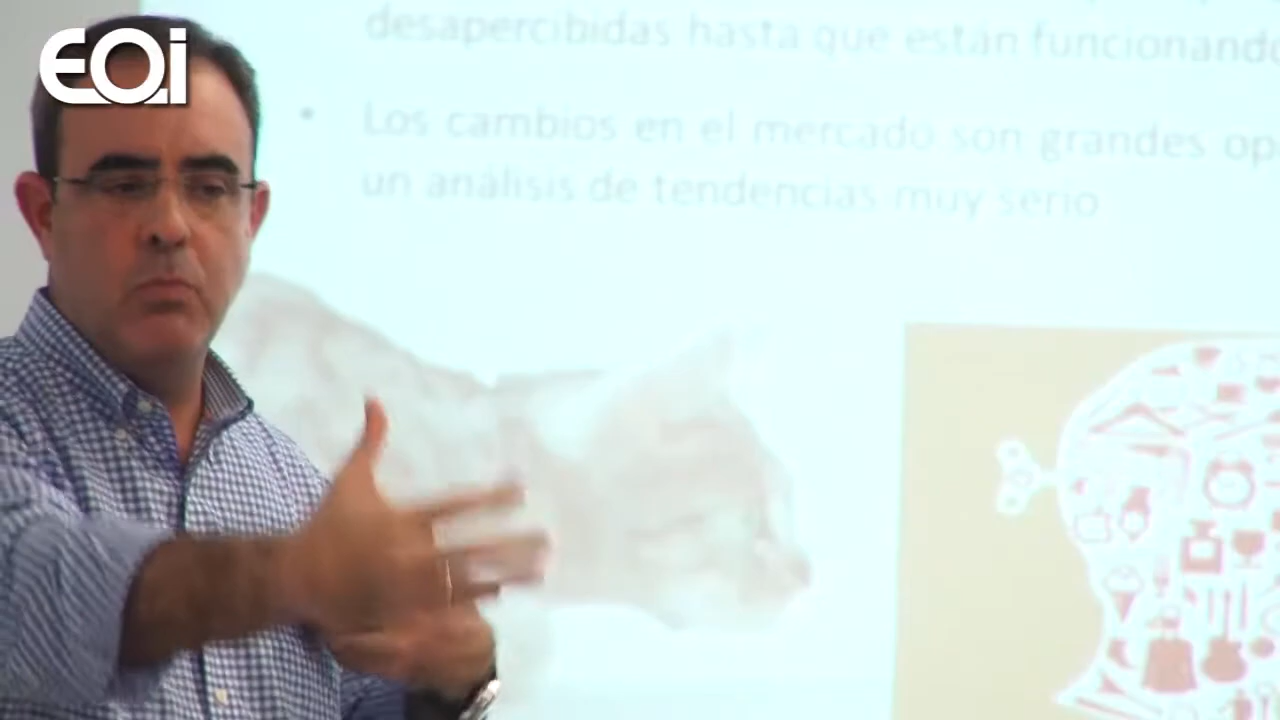 EOi
desapercibidas hasta que están funcionando
• Los cambios en el mercado son grandes
un análisis de tendencias muy serio